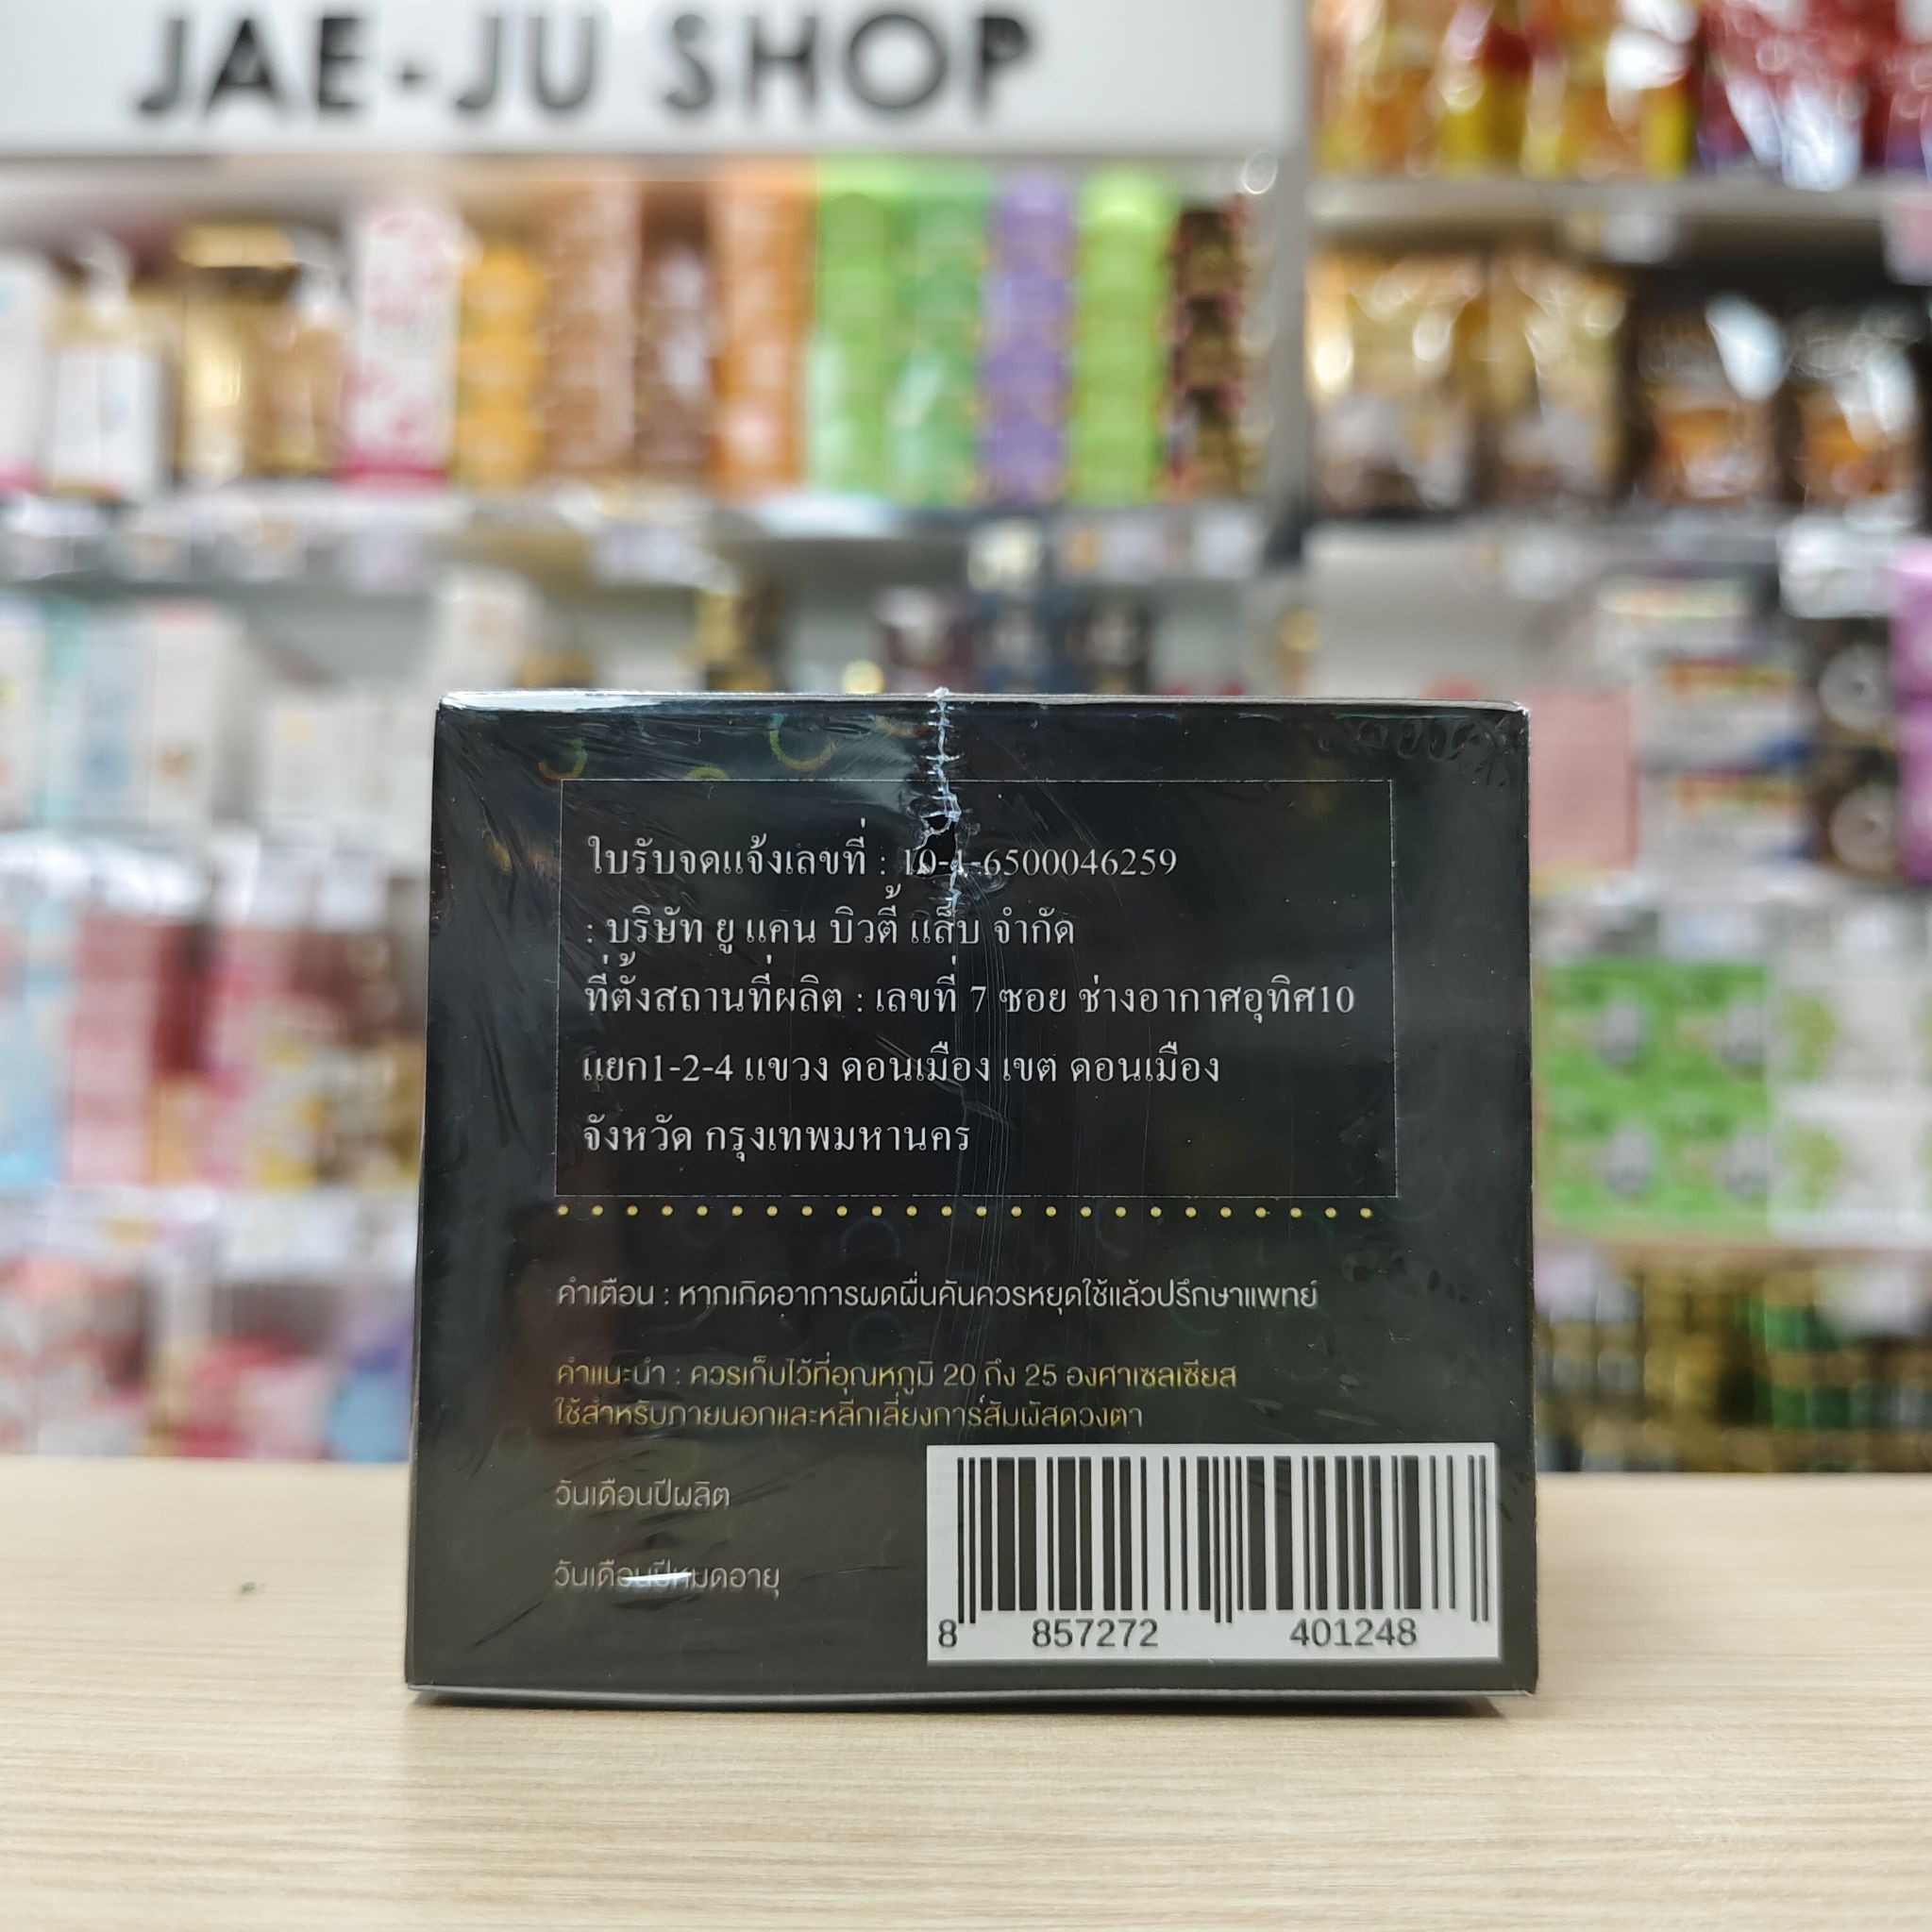 JAE-JU SHOP
ใบรับจดแจ้งเลขที่ : 10-1-6500046259
: บริษัท ยู แคน บิวตี้ แล็บ จำกัด
ที่ตั้งสถานที่ผลิต : เลขที่ 7 ซอย ช่างอากาศอุทิศ10
แยก1-2-4 แขวง ดอนเมือง เขต ดอนเมือง
จังหวัด กรุงเทพมหานคร
คำเตือน : หากเกิดอาการผดผื่นคันควรหยุดใช้แล้วปรึกษาแพทย์
คำแนะนำ : ควรเก็บไว้ที่อุณหภูมิ 20 ถึง 25 องศาเซลเซียส
ใช้สำหรับภายนอกและหลีกเลี่ยงการสัมผัสดวงตา
วันเดือนปีผลิต
วันเดือนปีหมดอายุ
8 857272 401248